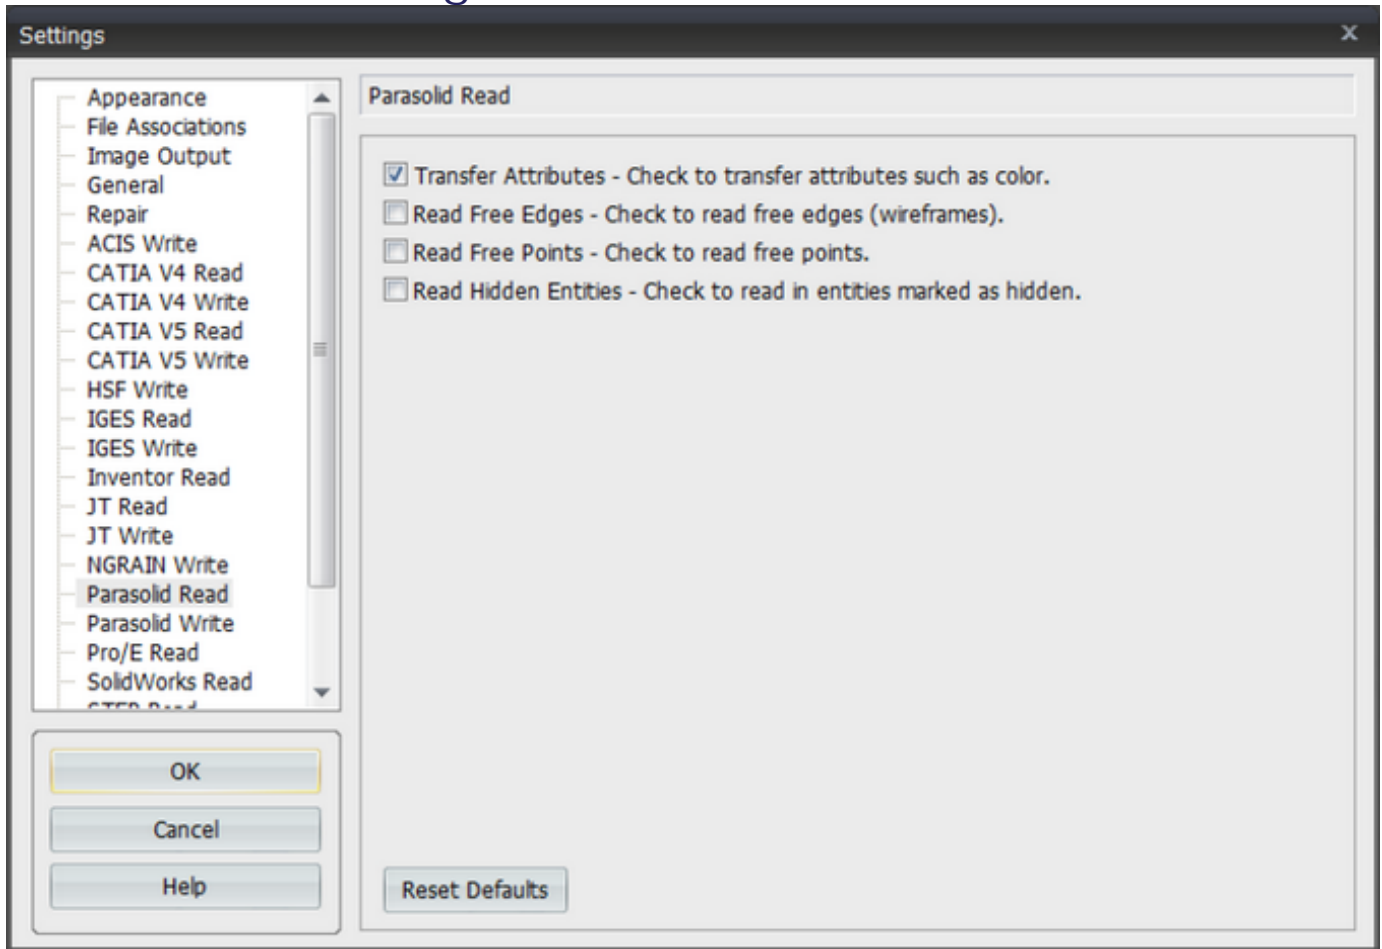 Settings
x
Appearance
File Associations
Image Output
General
Repair
ACIS Write
CATIA V4 Read
CATIA V4 Write
CATIA V5 Read
CATIA V5 Write
HSF Write
IGES Read
IGES Write
Inventor Read
JT Read
JT Write
NGRAIN Write
Parasolid Read
Parasolid Write
Pro/E Read
SolidWorks Read
OK
Cancel
Help
Parasolid Read
Transfer Attributes - Check to transfer attributes such as color.
Read Free Edges - Check to read free edges (wireframes).
Read Free Points - Check to read free points.
Read Hidden Entities - Check to read in entities marked as hidden.
Reset Defaults